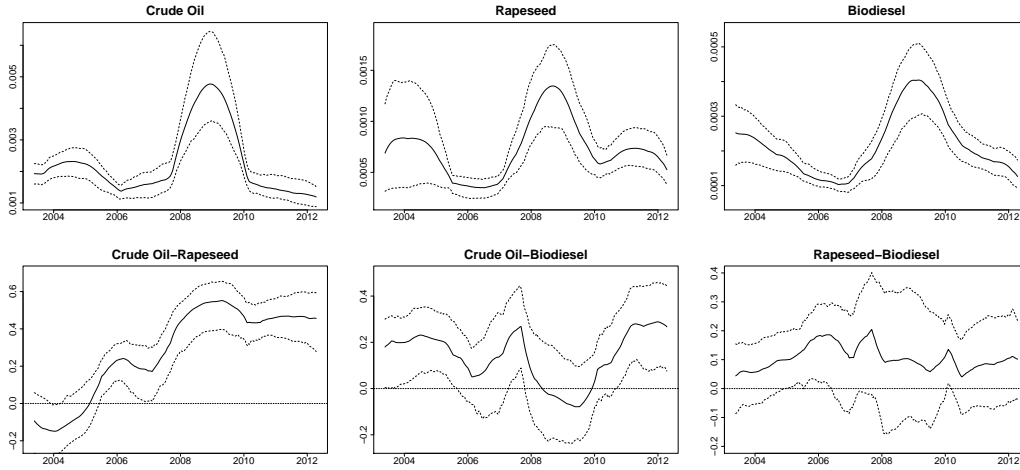 Crude Oil
0.001 0.003 0.005
2004 2006 2008 2010 2012
Rapeseed
0.0005 0.0010 0.0015
2004 2006 2008 2010 2012
Biodiesel
0.0001 0.0003 0.0005
2004 2006 2008 2010 2012
Crude Oil−Rapeseed
−0.2 0.0 0.2 0.4 0.6
2004 2006 2008 2010 2012
Crude Oil−Biodiesel
−0.2 0.0 0.2 0.4
2004 2006 2008 2010 2012
Rapeseed−Biodiesel
−0.2 −0.1 0.0 0.1 0.2 0.3 0.4
2004 2006 2008 2010 2012